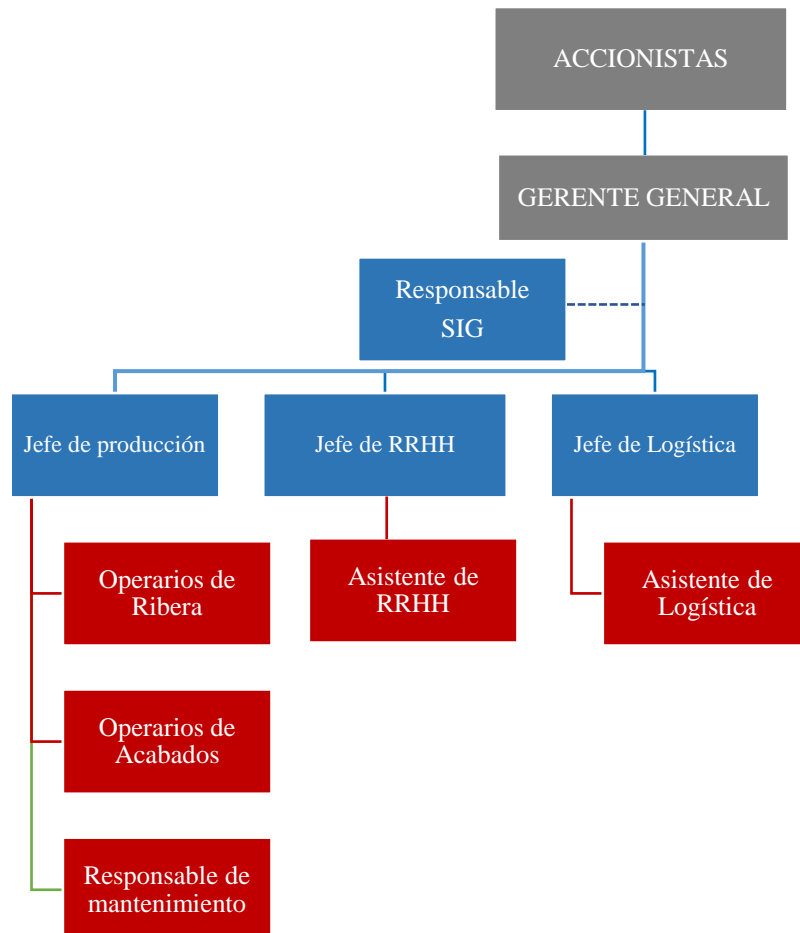 ACCIONISTAS
GERENTE GENERAL
Responsable
SIG
Jefe de producción
Jefe de RRHH
Jefe de Logística
Operarios de
Ribera
Asistente de
RRHH
Asistente de
Logística
Operarios de
Acabados
Responsable de
mantenimiento